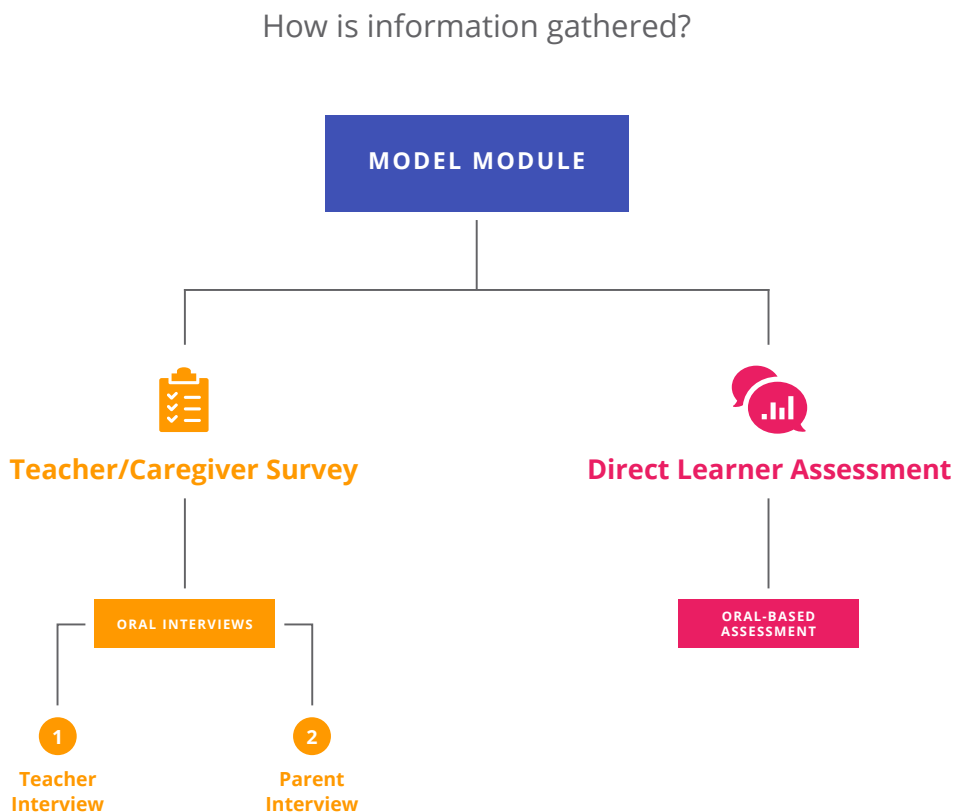 How is information gathered?
MODEL MODULE
Teacher/Caregiver Survey
Direct Learner Assessment
ORAL INTERVIEWS
ORAL-BASED
ASSESSMENT
1
Teacher
Interview
2
Parent
Interview